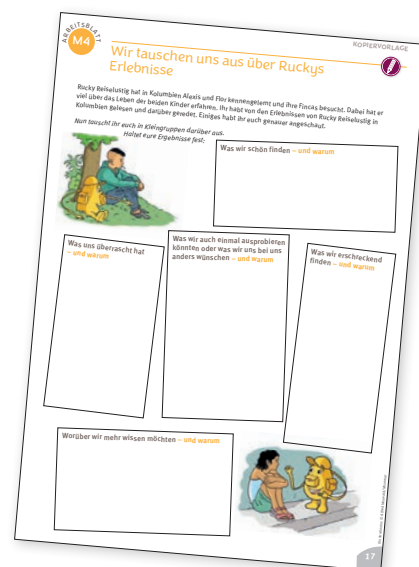 ARBEITSBLATT
M4
KOPIERVORLAGE
Wir tauschen uns aus über Ruckys
Erlebnisse
Rucky Reiselustig hat in Kolumbien Alexis und Flor kennengelernt und ihre Fincas besucht. Dabei hat er
viel über das Leben der beiden Kinder erfahren. Ihr habt von den Erlebnissen von Rucky Reiselustig in
Kolumbien gelesen und darüber geredet. Einiges habt ihr euch genauer angeschaut.
Nun tauscht ihr euch in Kleingruppen darüber aus.
Haltet eure Ergebnisse fest:
Was wir schön finden – und warum
Was uns überrascht hat
– und warum
Was wir auch einmal ausprobieren
könnten oder was wir uns bei uns
anders wünschen – und warum
Was wir erschreckend
finden – und warum
Worüber wir mehr wissen möchten – und warum
17